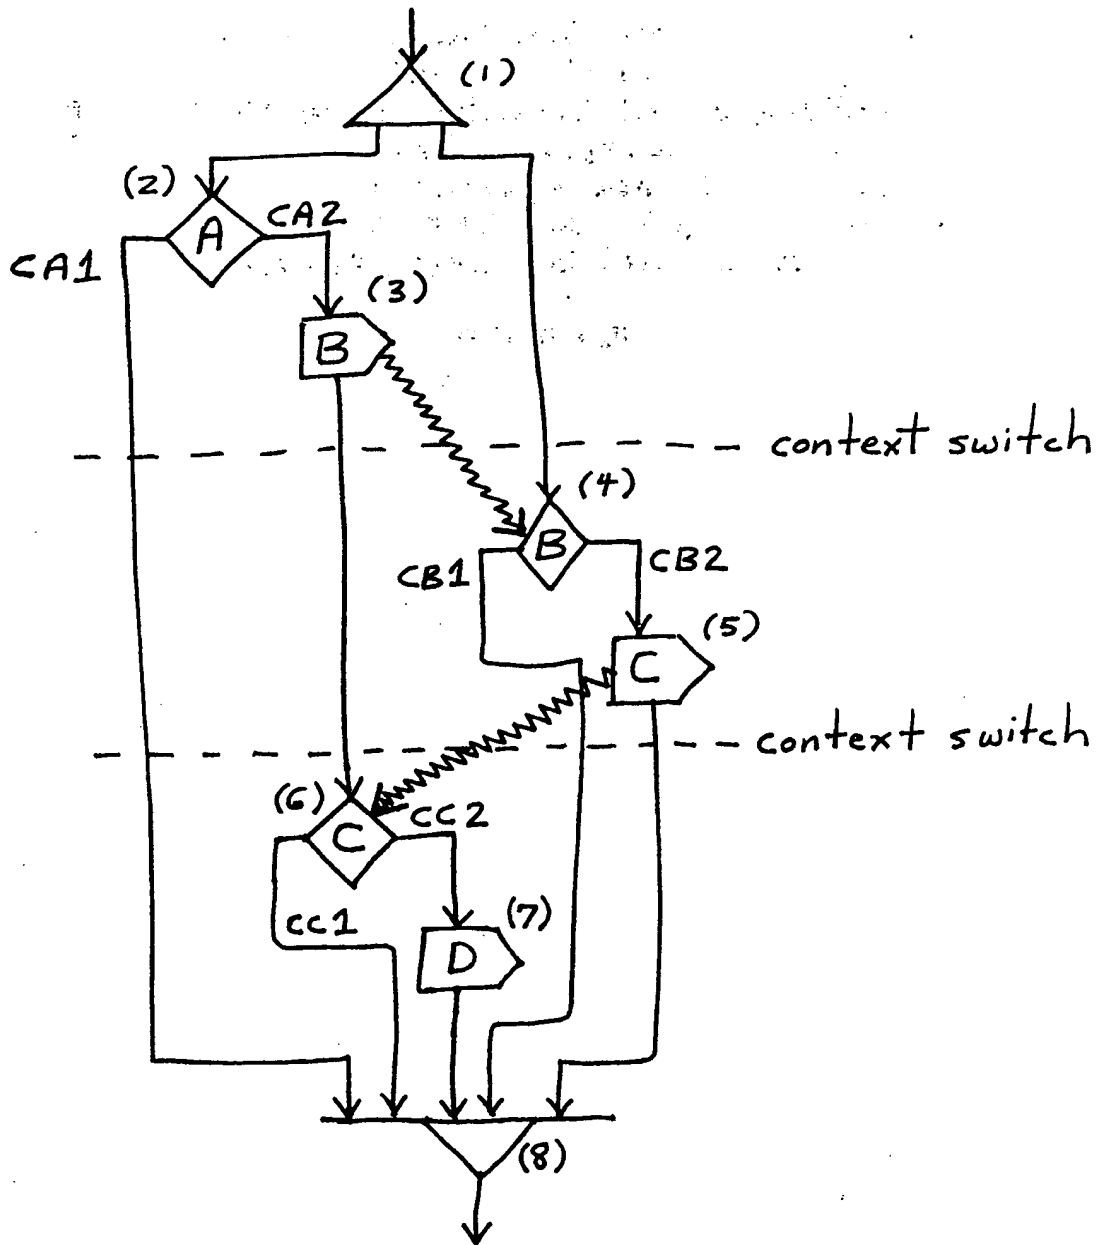 (1)
(2)
A
CA2
CA1
(3)
B
context switch
(4)
B
CB1
CB2
(5)
C
context switch
(6)
C
CC2
CC1
(7)
D
(8)